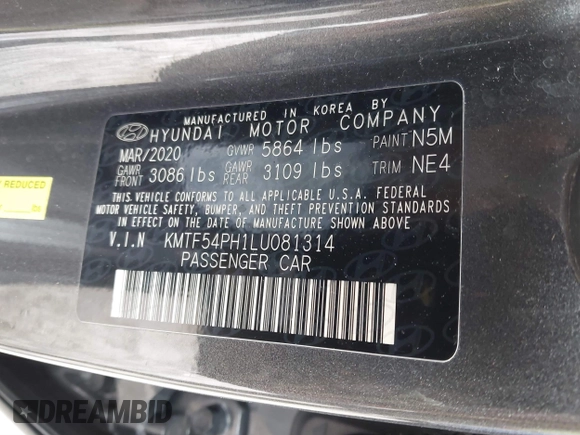 MANUFACTURED IN KOREA BY
HYUNDAI MOTOR COMPANY
MAR/2020 GVWR 5864 lbs PAINT N5M
GAWR FRONT 3086 lbs GAWR REAR 3109 lbs TRIM NE4
THIS VEHICLE CONFORMS TO ALL APPLICABLE U.S.A. FEDERAL
MOTOR VEHICLE SAFETY, BUMPER, AND THEFT PREVENTION
STANDARDS IN EFFECT ON THE DATE OF MANUFACTURE SHOWN ABOVE
V.I.N KMTF54PH1LU081314
PASSENGER CAR
REDUCED
DREAMBID